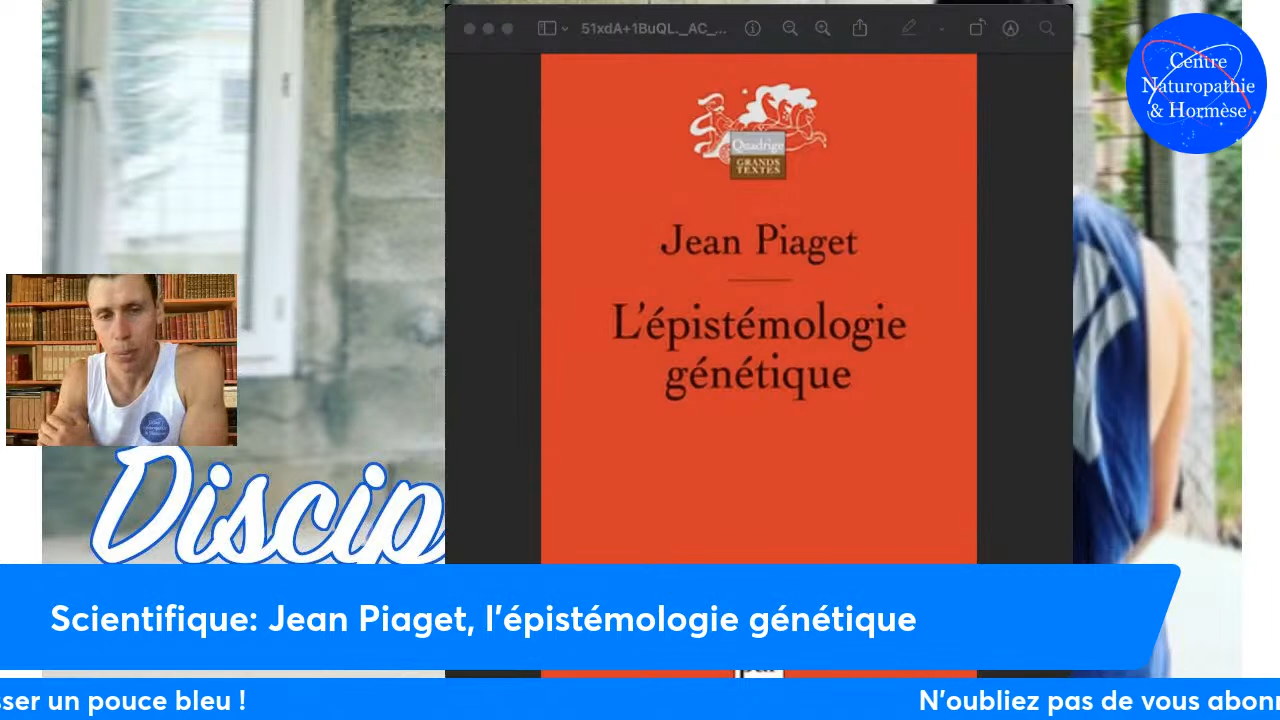 51xdA+1BuQL._AC_...
Centre
Naturopathie
& Hormèse
Quadrige
GRANDS
TEXTES
Jean Piaget
L'épistémologie
génétique
Discip
Scientifique: Jean Piaget, l'épistémologie génétique
sser un pouce bleu !
N'oubliez pas de vous abonn